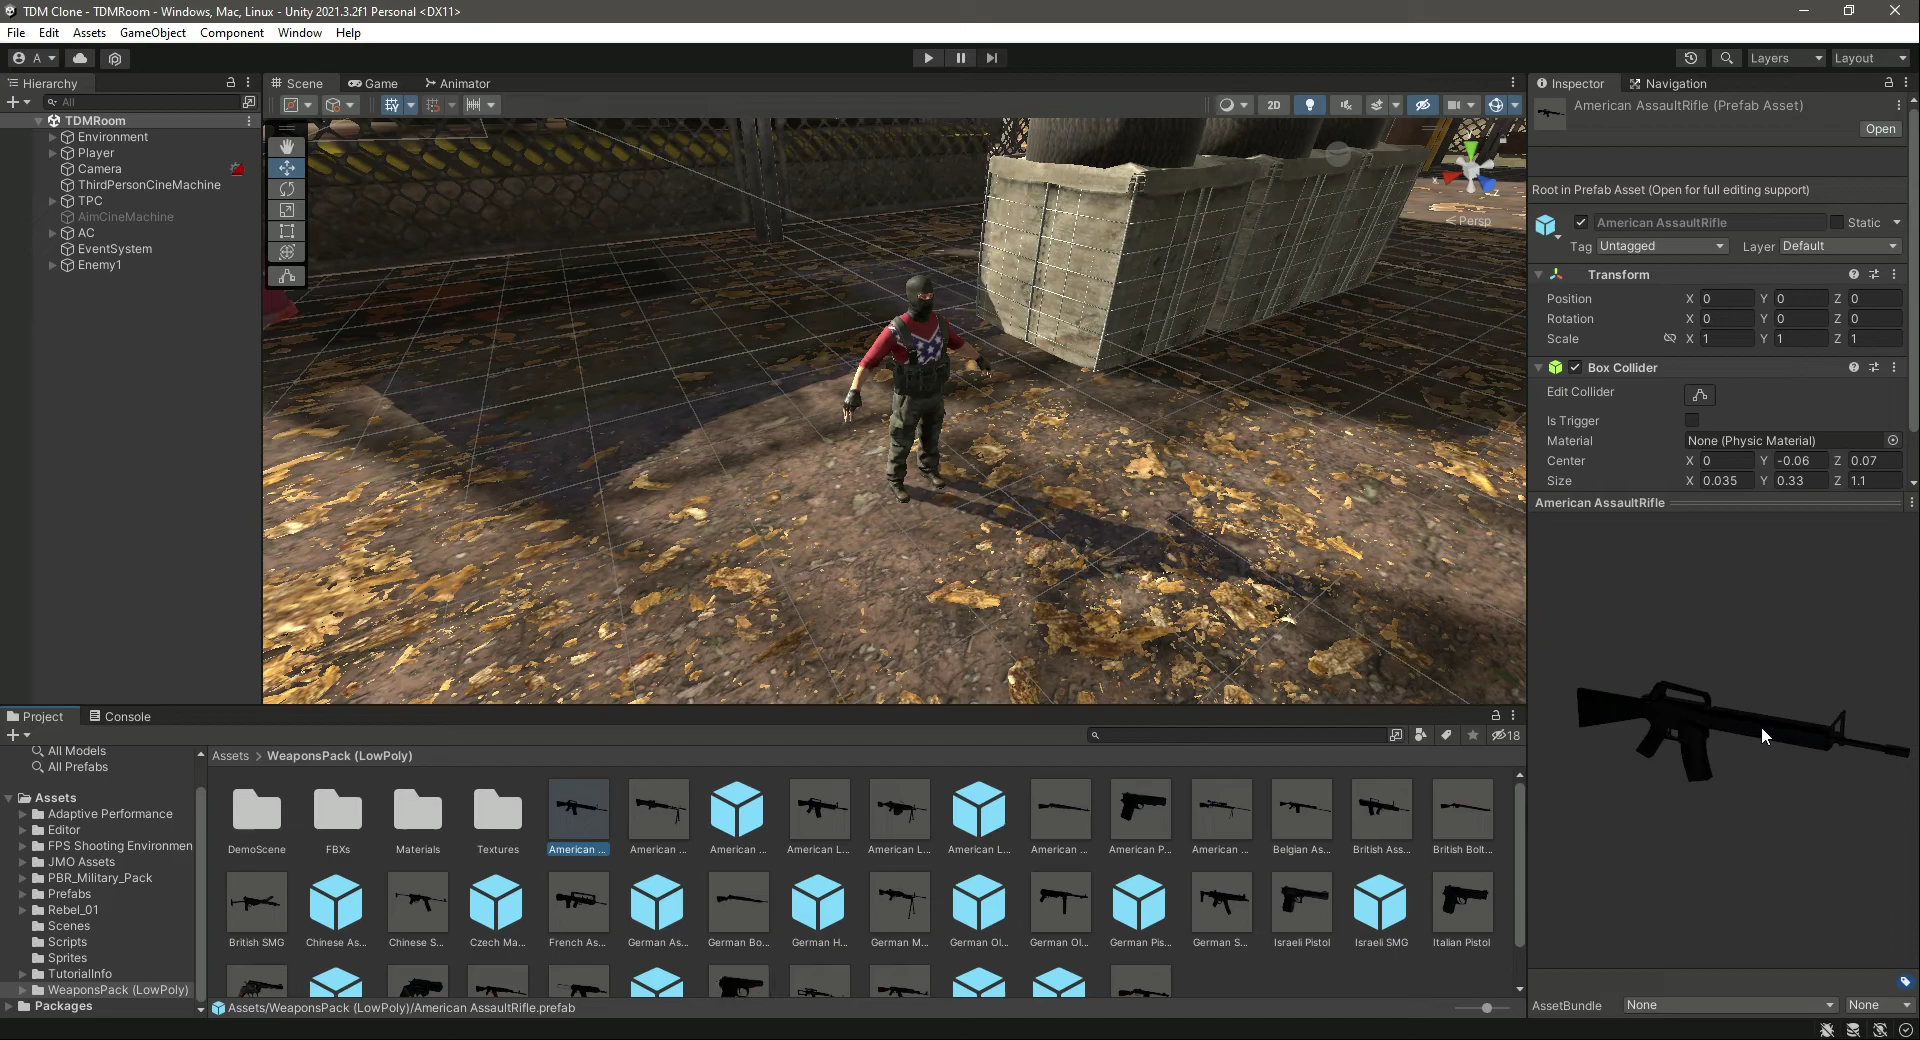 TDM Clone - TDMRoom - Windows, Mac, Linux - Unity 2021.3.2f1 Personal <DX11>
File Edit Assets GameObject Component Window Help
A Layers Layout
Hierarchy
All
TDMRoom
Environment
Player
Camera
ThirdPersonCineMachine
TPC
AimCineMachine
AC
EventSystem
Enemy1
Scene Game Animator
2D
x
z
Persp
Inspector Navigation
American AssaultRifle (Prefab Asset)
Open
Root in Prefab Asset (Open for full editing support)
American AssaultRifle Static
Tag Untagged Layer Default
Transform
Position X 0 Y 0 Z 0
Rotation X 0 Y 0 Z 0
Scale X 1 Y 1 Z 1
Box Collider
Edit Collider
Is Trigger
Material None (Physic Material)
Center X 0 Y -0.06 Z 0.07
Size X 0.035 Y 0.33 Z 1.1
American AssaultRifle
AssetBundle None None
Project Console
18
All Models
All Prefabs
Assets
Adaptive Performance
Editor
FPS Shooting Environmen
JMO Assets
PBR_Military_Pack
Prefabs
Rebel_01
Scenes
Scripts
Sprites
TutorialInfo
WeaponsPack (LowPoly)
Packages
Assets > WeaponsPack (LowPoly)
DemoScene FBXs Materials Textures American ... American ... American ... American L... American L... American L... American ... American P... American ... Belgian As... British Ass... British Bolt...
British SMG Chinese As... Chinese S... Czech Ma... French As... German As... German Bo... German H... German M... German Ol... German Ol... German Pis... German S... Israeli Pistol Israeli SMG Italian Pistol
Assets/WeaponsPack (LowPoly)/American AssaultRifle.prefab